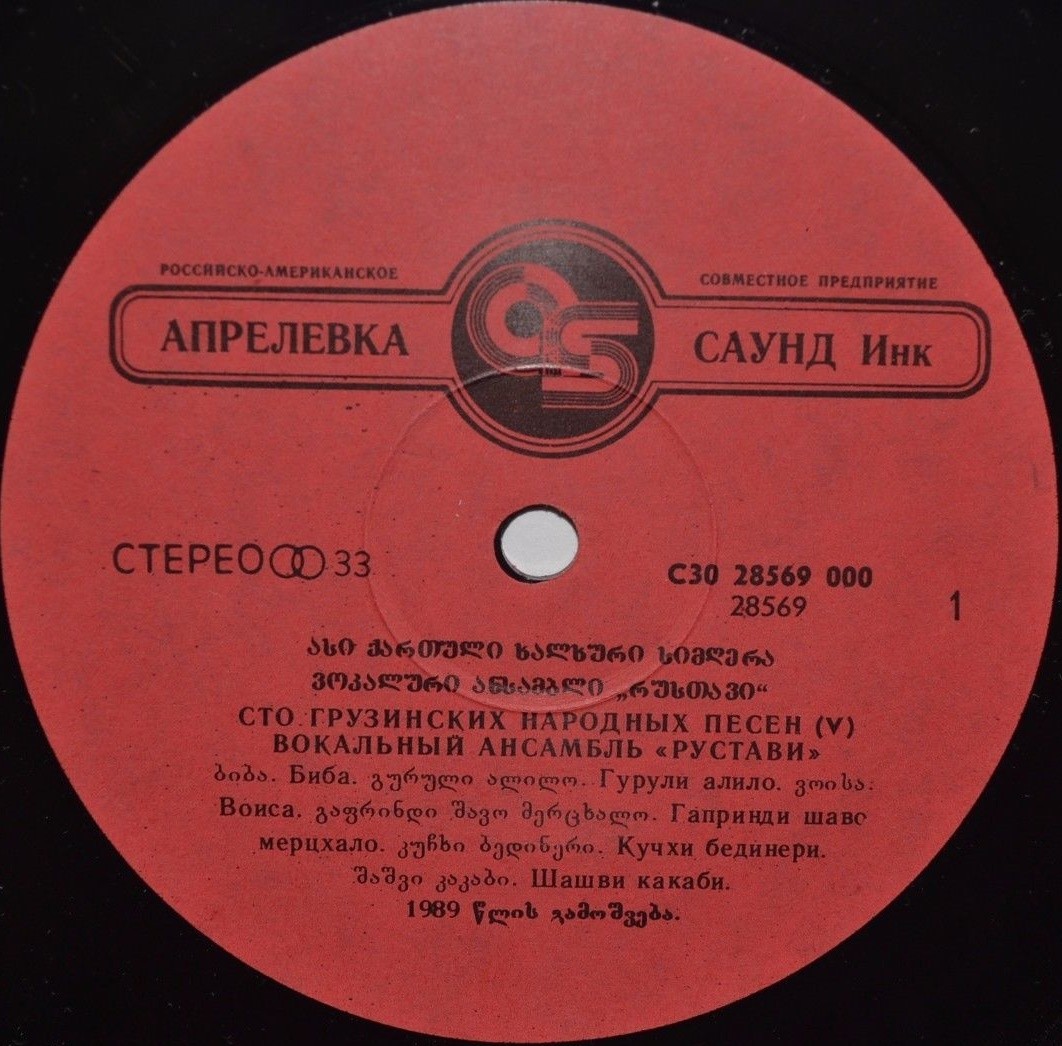 РОССИЙСКО-АМЕРИКАНСКОЕ
СОВМЕСТНОЕ ПРЕДПРИЯТИЕ
АПРЕЛЕВКА
САУНД Инк
СТЕРЕО 33
С30 28569 000
28569
1
ასი ქართული ხალხური სიმღერა
ვოკალური ანსამბლი „რუსთავი“
СТО ГРУЗИНСКИХ НАРОДНЫХ ПЕСЕН (V)
ВОКАЛЬНЫЙ АНСАМБЛЬ «РУСТАВИ»
ბიბა. Биба. გურული ალილო. Гурули алило. ვოისა.
Воиса. გაფრინდი შავო მერცხალო. Гапринди шаво
мерцхало. კუჩხი ბედინერი. Кучхи бединери.
შაშვი კაკაბი. Шашви какаби.
1989 წლის გამოშვება.